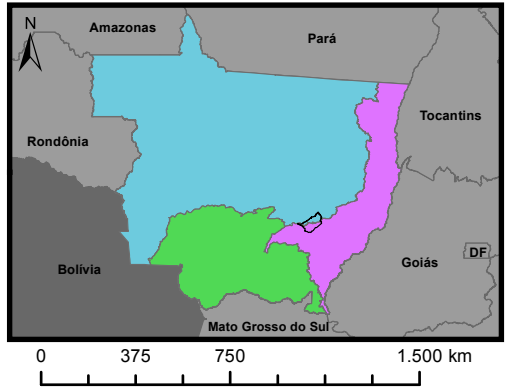 N
Amazonas
Pará
Tocantins
Rondônia
Bolívia
Goiás
DF
Mato Grosso do Sul
0 375 750 1.500 km